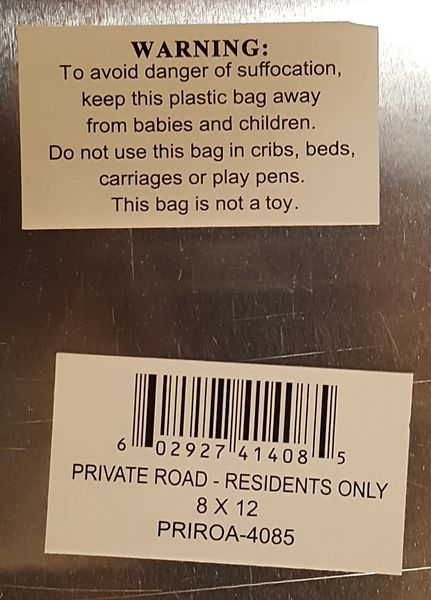 WARNING:
To avoid danger of suffocation,
keep this plastic bag away
from babies and children.
Do not use this bag in cribs, beds,
carriages or play pens.
This bag is not a toy.
6 02927 41408 5
PRIVATE ROAD - RESIDENTS ONLY
8 X 12
PRIROA-4085